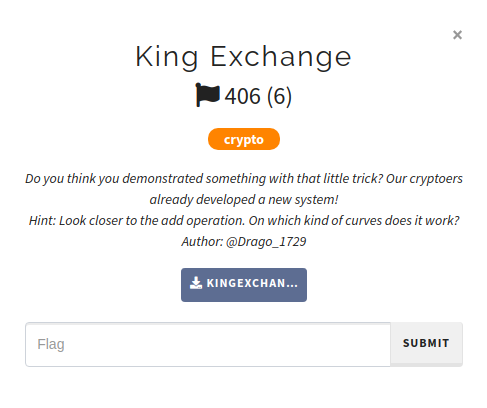 ×
King Exchange
406 (6)
crypto
Do you think you demonstrated something with that little trick? Our cryptoers
already developed a new system!
Hint: Look closer to the add operation. On which kind of curves does it work?
Author: @Drago_1729
KINGEXCHAN...
Flag
SUBMIT